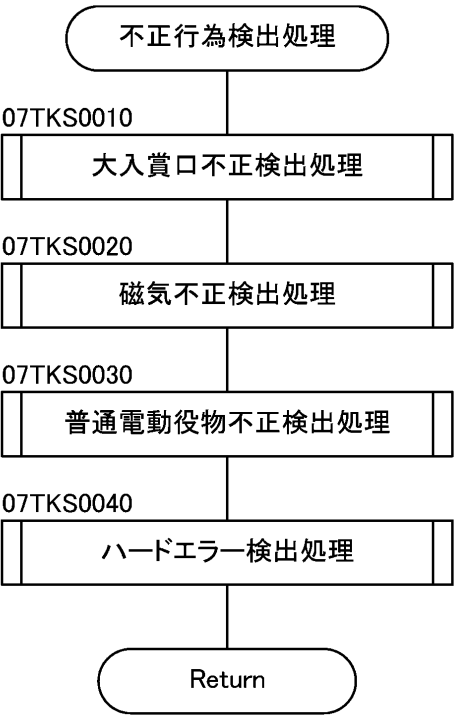 不正行為検出処理
07TKS0010
大入賞口不正検出処理
07TKS0020
磁気不正検出処理
07TKS0030
普通電動役物不正検出処理
07TKS0040
ハードエラー検出処理
Return